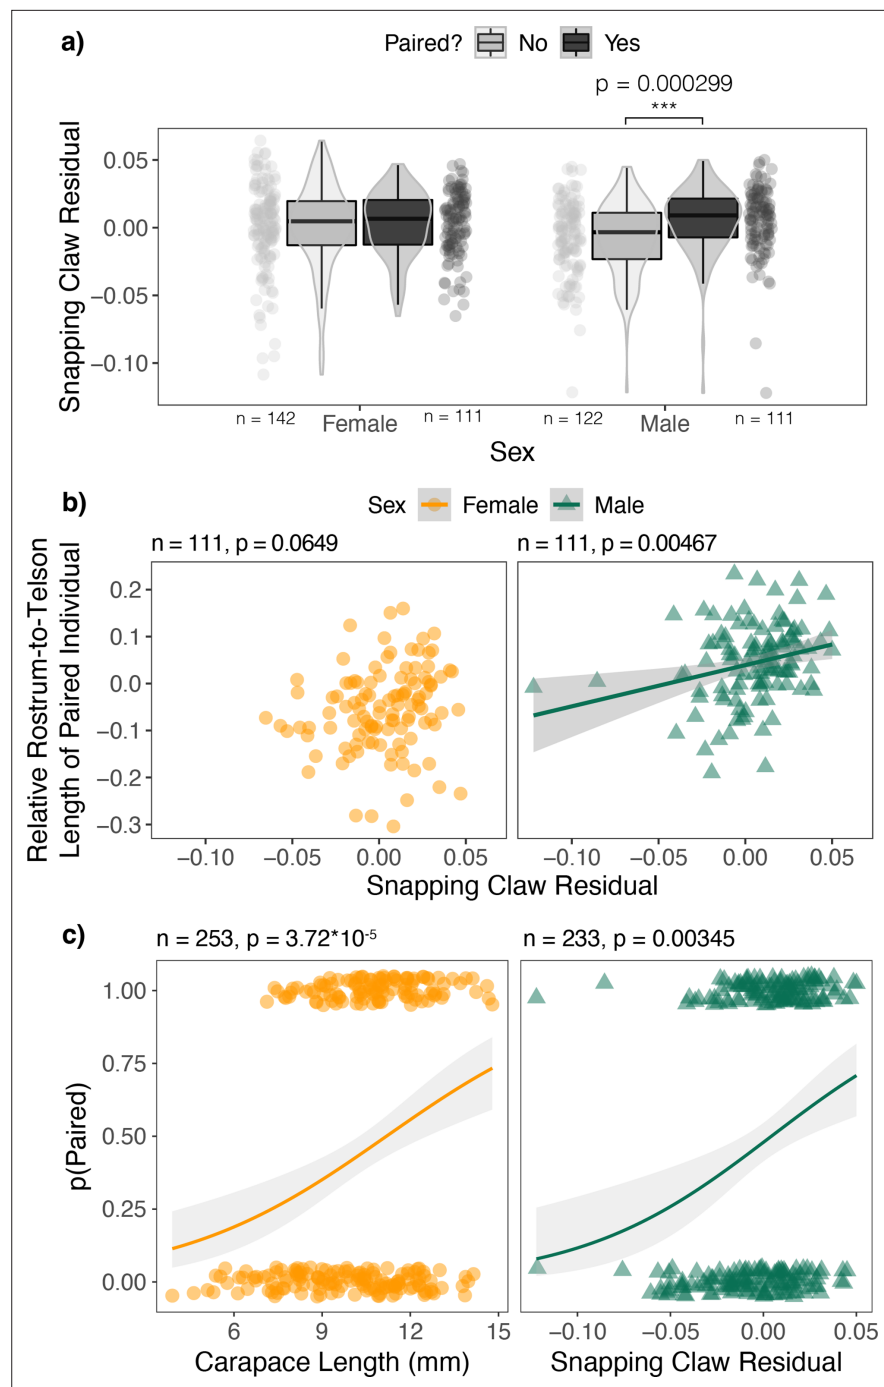 a)
Paired? No Yes
p = 0.000299
***
Snapping Claw Residual
0.05
0.00
−0.05
−0.10
n = 142 Female n = 111 n = 122 Male n = 111
Sex
b)
Sex Female Male
n = 111, p = 0.0649 n = 111, p = 0.00467
Relative Rostrum-to-Telson
Length of Paired Individual
0.2
0.1
0.0
−0.1
−0.2
−0.3
−0.10 −0.05 0.00 0.05 −0.10 −0.05 0.00 0.05
Snapping Claw Residual
c)
n = 253, p = 3.72*10⁻⁵ n = 233, p = 0.00345
p(Paired)
1.00
0.75
0.50
0.25
0.00
6 9 12 15 −0.10 −0.05 0.00 0.05
Carapace Length (mm) Snapping Claw Residual